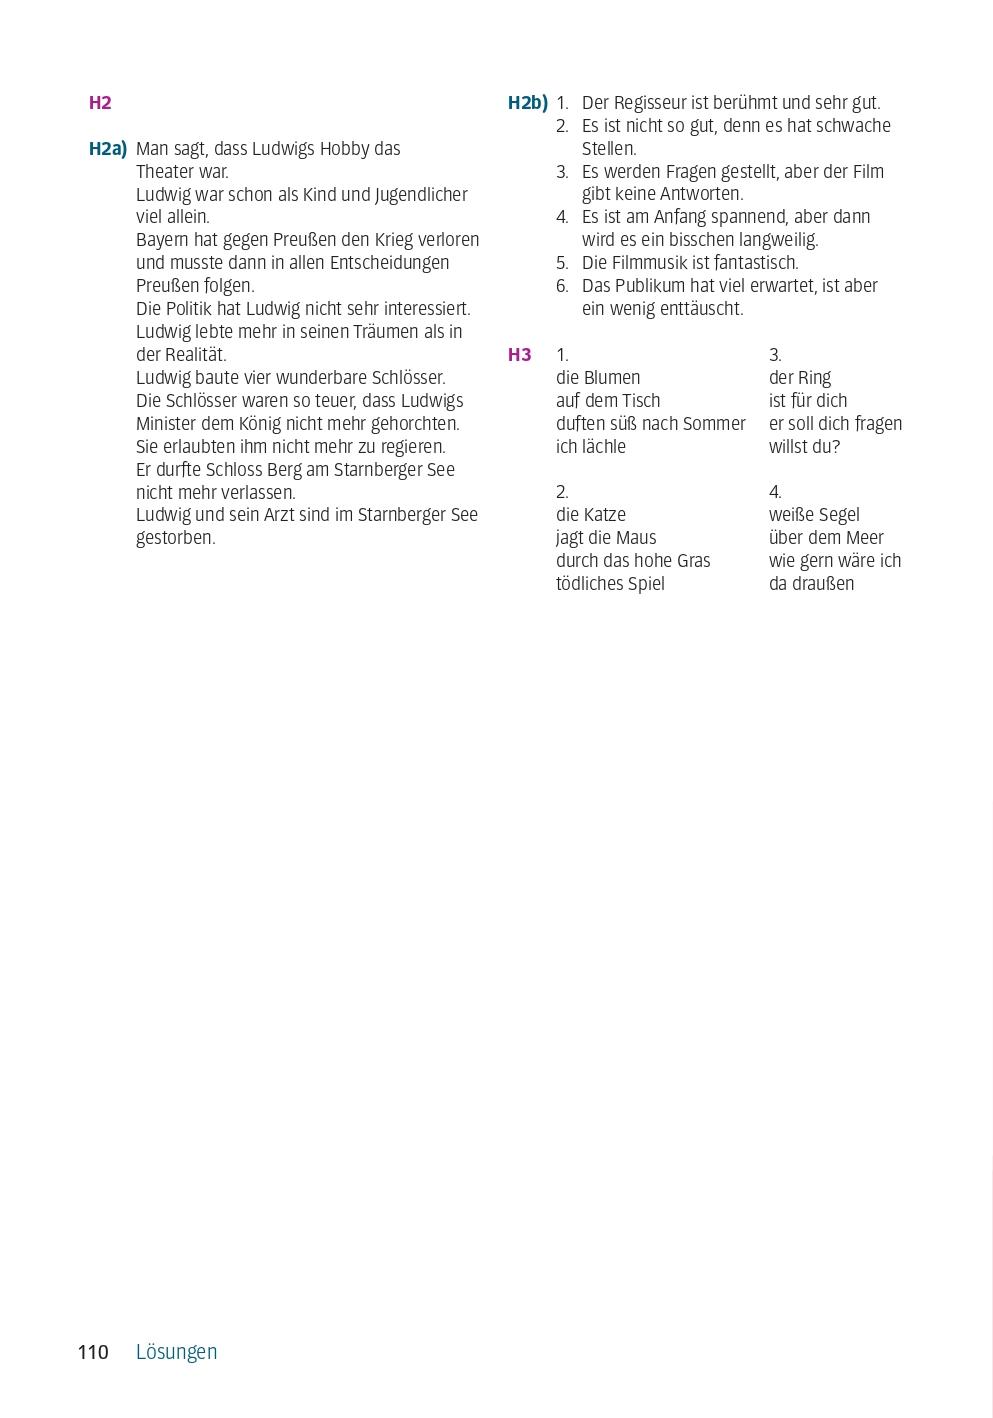 H2
H2a) Man sagt, dass Ludwigs Hobby das
Theater war.
Ludwig war schon als Kind und Jugendlicher
viel allein.
Bayern hat gegen Preußen den Krieg verloren
und musste dann in allen Entscheidungen
Preußen folgen.
Die Politik hat Ludwig nicht sehr interessiert.
Ludwig lebte mehr in seinen Träumen als in
der Realität.
Ludwig baute vier wunderbare Schlösser.
Die Schlösser waren so teuer, dass Ludwigs
Minister dem König nicht mehr gehorchten.
Sie erlaubten ihm nicht mehr zu regieren.
Er durfte Schloss Berg am Starnberger See
nicht mehr verlassen.
Ludwig und sein Arzt sind im Starnberger See
gestorben.
H2b) 1. Der Regisseur ist berühmt und sehr gut.
2. Es ist nicht so gut, denn es hat schwache
Stellen.
3. Es werden Fragen gestellt, aber der Film
gibt keine Antworten.
4. Es ist am Anfang spannend, aber dann
wird es ein bisschen langweilig.
5. Die Filmmusik ist fantastisch.
6. Das Publikum hat viel erwartet, ist aber
ein wenig enttäuscht.
H3 1.
die Blumen
auf dem Tisch
duften süß nach Sommer
ich lächle
2.
die Katze
jagt die Maus
durch das hohe Gras
tödliches Spiel
3.
der Ring
ist für dich
er soll dich fragen
willst du?
4.
weiße Segel
über dem Meer
wie gern wäre ich
da draußen
110 Lösungen